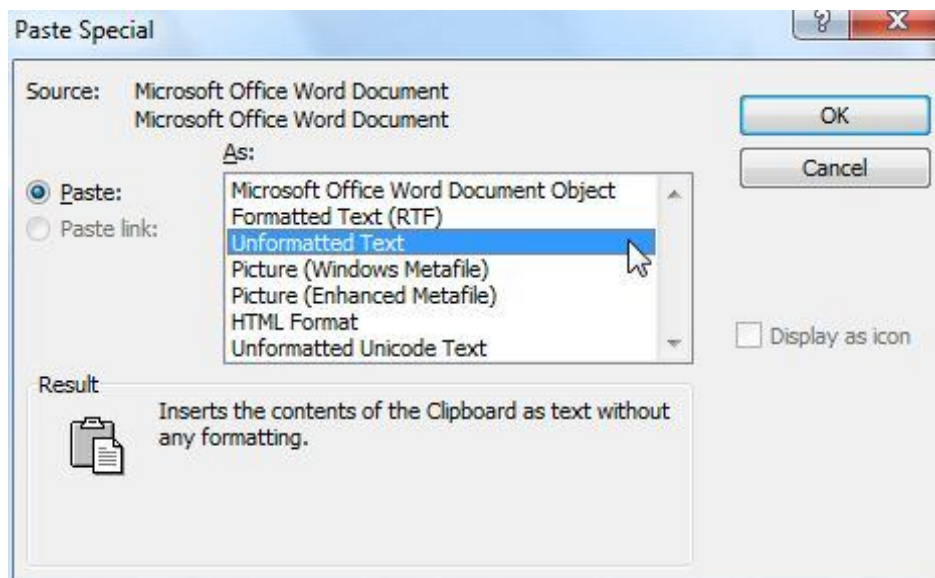 Paste Special
?
X
Source: Microsoft Office Word Document
Microsoft Office Word Document
As:
Paste:
Paste link:
Microsoft Office Word Document Object
Formatted Text (RTF)
Unformatted Text
Picture (Windows Metafile)
Picture (Enhanced Metafile)
HTML Format
Unformatted Unicode Text
OK
Cancel
Display as icon
Result
Inserts the contents of the Clipboard as text without
any formatting.